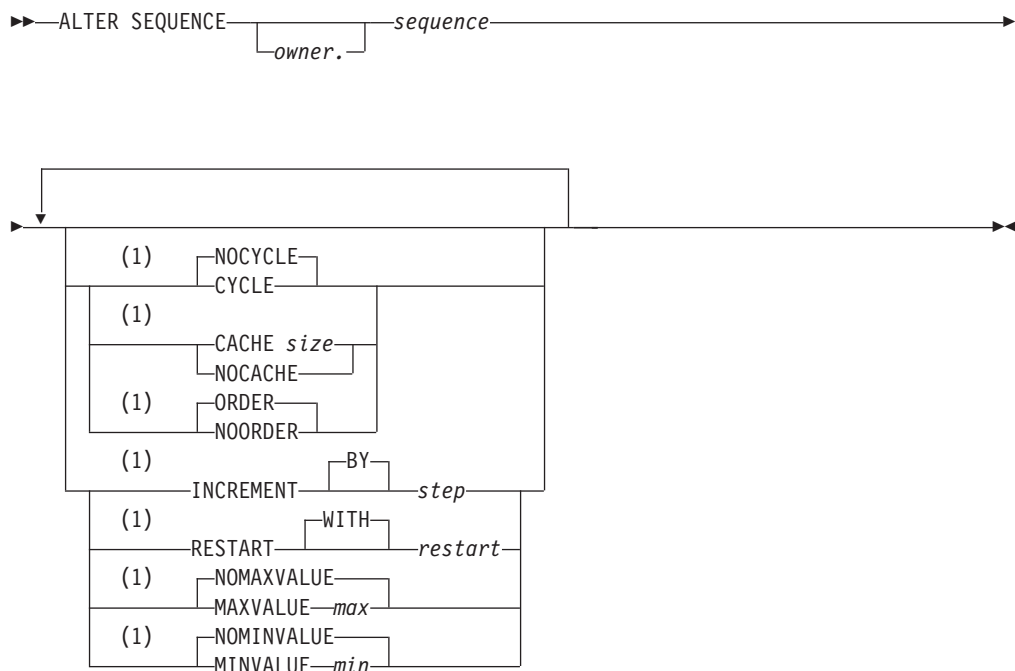 ALTER SEQUENCE sequence
owner.
(1) NOCYCLE
CYCLE
(1)
CACHE size
NOCACHE
(1) ORDER
NOORDER
(1) BY
INCREMENT step
(1) WITH
RESTART restart
(1) NOMAXVALUE
MAXVALUE max
(1) NOMINVALUE
MINVALUE min